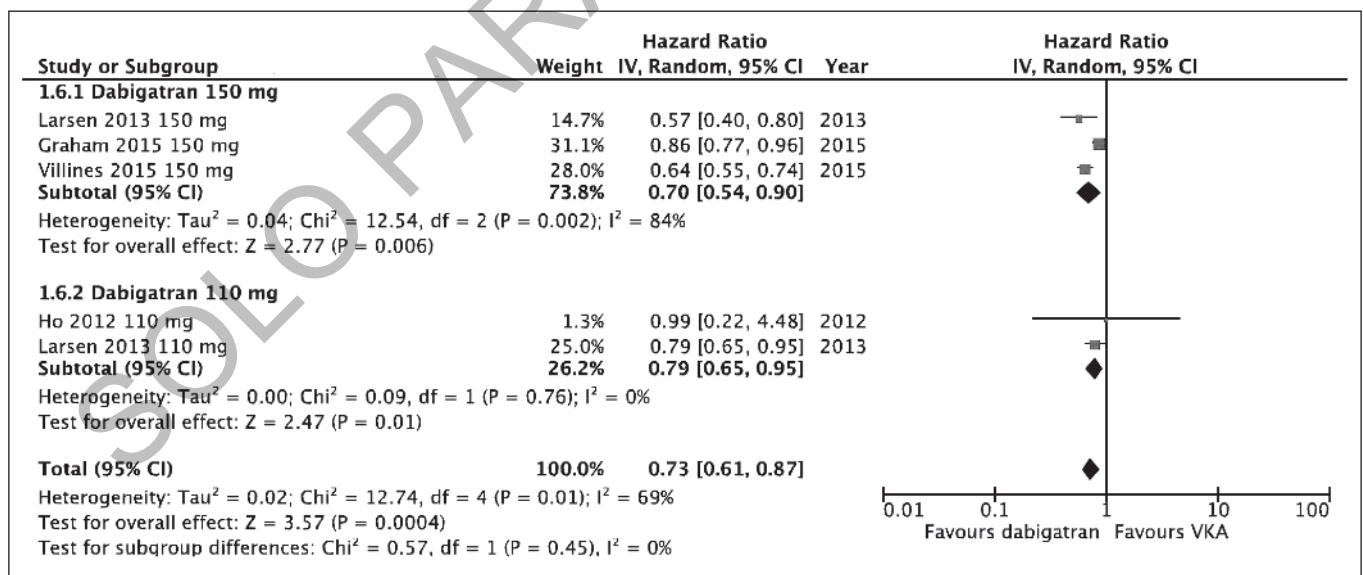 Hazard Ratio Hazard Ratio
Study or Subgroup Weight IV, Random, 95% CI Year IV, Random, 95% CI
1.6.1 Dabigatran 150 mg
Larsen 2013 150 mg 14.7% 0.57 [0.40, 0.80] 2013
Graham 2015 150 mg 31.1% 0.86 [0.77, 0.96] 2015
Villines 2015 150 mg 28.0% 0.64 [0.55, 0.74] 2015
Subtotal (95% CI) 73.8% 0.70 [0.54, 0.90]
Heterogeneity: Tau² = 0.04; Chi² = 12.54, df = 2 (P = 0.002); I² = 84%
Test for overall effect: Z = 2.77 (P = 0.006)
1.6.2 Dabigatran 110 mg
Ho 2012 110 mg 1.3% 0.99 [0.22, 4.48] 2012
Larsen 2013 110 mg 25.0% 0.79 [0.65, 0.95] 2013
Subtotal (95% CI) 26.2% 0.79 [0.65, 0.95]
Heterogeneity: Tau² = 0.00; Chi² = 0.09, df = 1 (P = 0.76); I² = 0%
Test for overall effect: Z = 2.47 (P = 0.01)
Total (95% CI) 100.0% 0.73 [0.61, 0.87]
Heterogeneity: Tau² = 0.02; Chi² = 12.74, df = 4 (P = 0.01); I² = 69%
Test for overall effect: Z = 3.57 (P = 0.0004)
Test for subgroup differences: Chi² = 0.57, df = 1 (P = 0.45), I² = 0%
0.01 0.1 1 10 100
Favours dabigatran Favours VKA
SOLO PARA